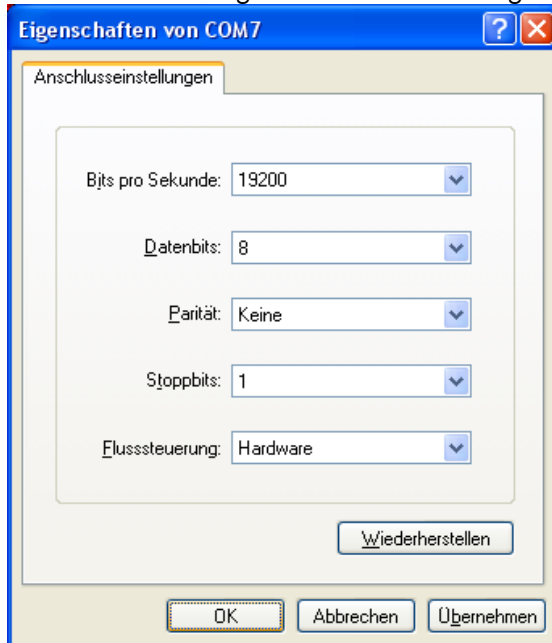 Eigenschaften von COM7
Anschlusseinstellungen
Bits pro Sekunde: 19200
Datenbits: 8
Parität: Keine
Stoppbits: 1
Flusssteuerung: Hardware
Wiederherstellen
OK Abbrechen Übernehmen